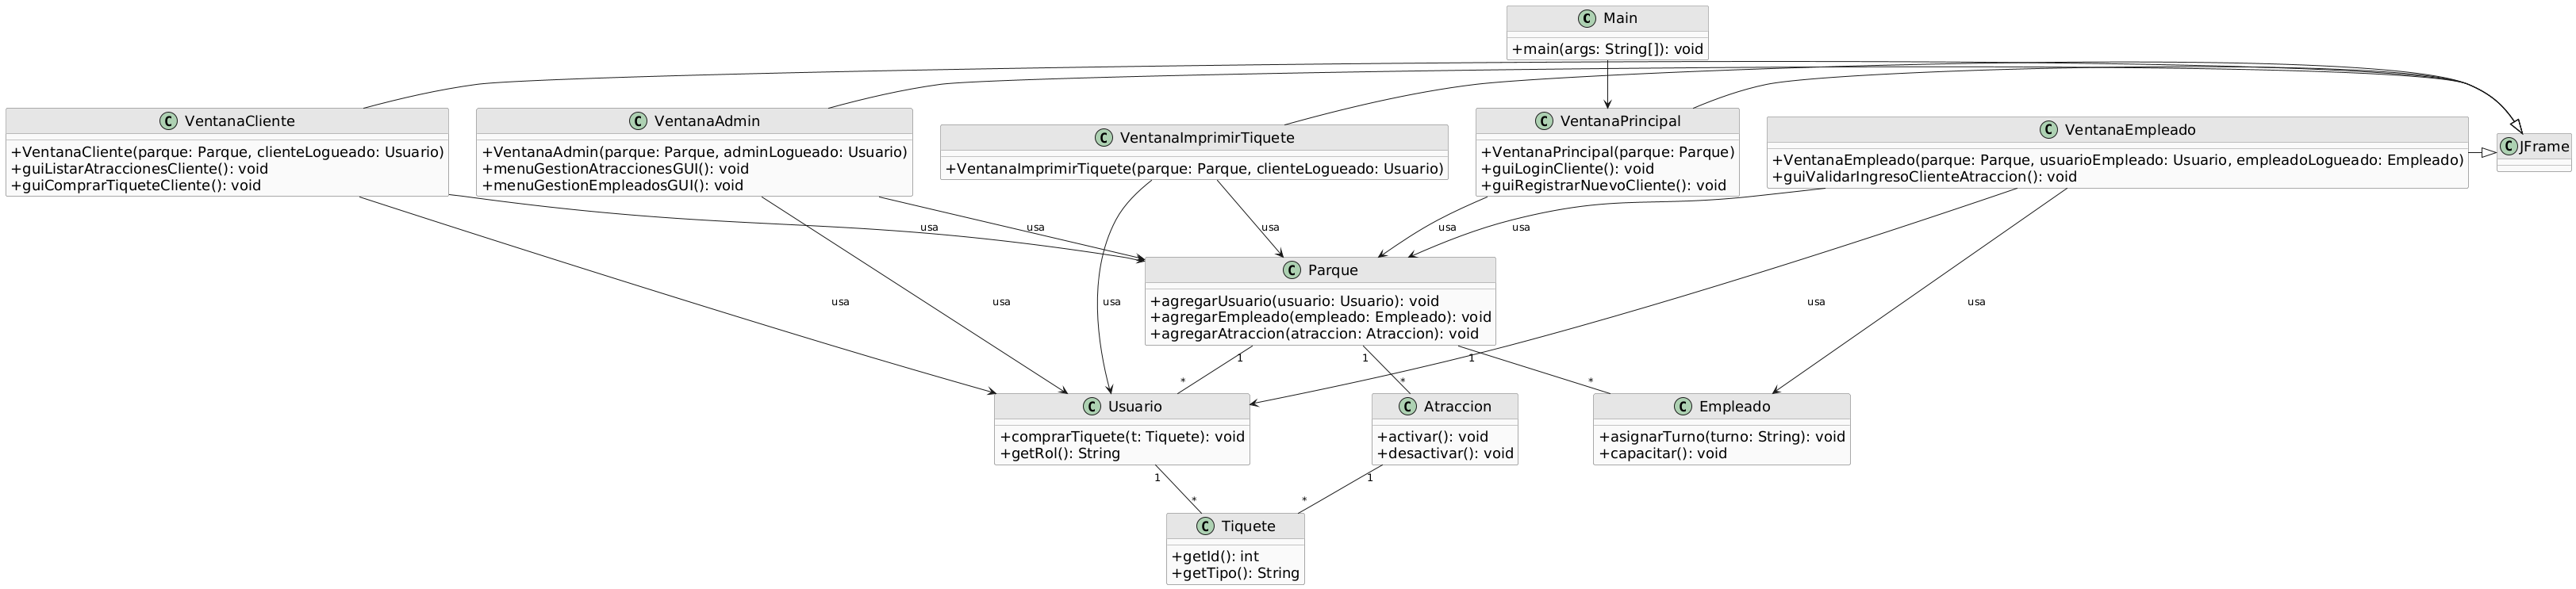 C Main
+main(args: String[]): void
C VentanaCliente
+VentanaCliente(parque: Parque, clienteLogueado: Usuario)
+guiListarAtraccionesCliente(): void
+guiComprarTiqueteCliente(): void
C VentanaAdmin
+VentanaAdmin(parque: Parque, adminLogueado: Usuario)
+menuGestionAtraccionesGUI(): void
+menuGestionEmpleadosGUI(): void
C VentanaImprimirTiquete
+VentanaImprimirTiquete(parque: Parque, clienteLogueado: Usuario)
C VentanaPrincipal
+VentanaPrincipal(parque: Parque)
+guiLoginCliente(): void
+guiRegistrarNuevoCliente(): void
C VentanaEmpleado
+VentanaEmpleado(parque: Parque, usuarioEmpleado: Usuario, empleadoLogueado: Empleado)
+guiValidarIngresoClienteAtraccion(): void
C JFrame
usa
usa
usa
usa
usa
C Parque
+agregarUsuario(usuario: Usuario): void
+agregarEmpleado(empleado: Empleado): void
+agregarAtraccion(atraccion: Atraccion): void
usa
usa
usa
usa
usa
1
1
1
*
*
*
C Usuario
+comprarTiquete(t: Tiquete): void
+getRol(): String
C Atraccion
+activar(): void
+desactivar(): void
C Empleado
+asignarTurno(turno: String): void
+capacitar(): void
1
1
*
*
C Tiquete
+getId(): int
+getTipo(): String